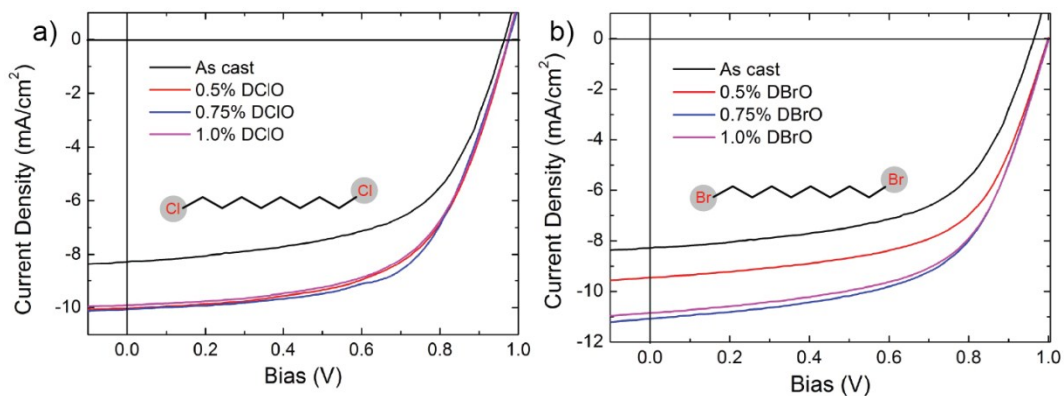 a)
Current Density (mA/cm²)
0
-2
-4
-6
-8
-10
As cast
0.5% DClO
0.75% DClO
1.0% DClO
Cl
Cl
0.0 0.2 0.4 0.6 0.8 1.0
Bias (V)
b)
Current Density (mA/cm²)
0
-2
-4
-6
-8
-10
-12
As cast
0.5% DBrO
0.75% DBrO
1.0% DBrO
Br
Br
0.0 0.2 0.4 0.6 0.8 1.0
Bias (V)